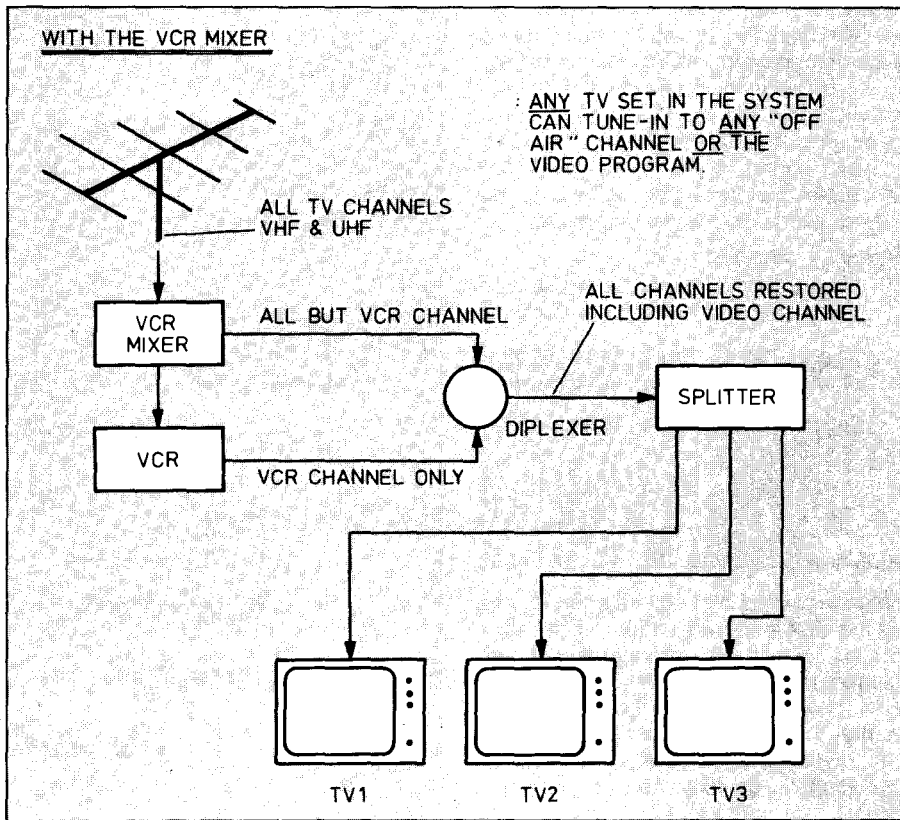 WITH THE VCR MIXER
: ANY TV SET IN THE SYSTEM
CAN TUNE-IN TO ANY "OFF
AIR" CHANNEL OR THE
VIDEO PROGRAM.
ALL TV CHANNELS
VHF & UHF
VCR
MIXER
ALL BUT VCR CHANNEL
ALL CHANNELS RESTORED
INCLUDING VIDEO CHANNEL
SPLITTER
DIPLEXER
VCR
VCR CHANNEL ONLY
TV1
TV2
TV3